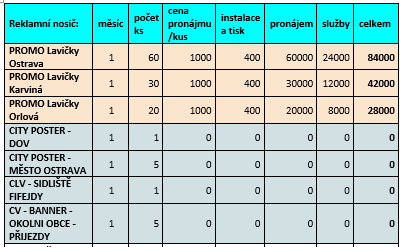 Reklamní nosič: měsíc počet ks cena pronájmu /kus instalace a tisk pronájem služby celkem
PROMO Lavičky Ostrava 1 60 1000 400 60000 24000 84000
PROMO Lavičky Karviná 1 30 1000 400 30000 12000 42000
PROMO Lavičky Orlová 1 20 1000 400 20000 8000 28000
CITY POSTER - DOV 1 1 0 0 0 0 0
CITY POSTER - MĚSTO OSTRAVA 1 5 0 0 0 0 0
CLV - SIDLIŠTĚ FIFEJDY 1 1 0 0 0 0 0
CV - BANNER - OKOLNI OBCE - PŘIJEZDY 1 5 0 0 0 0 0